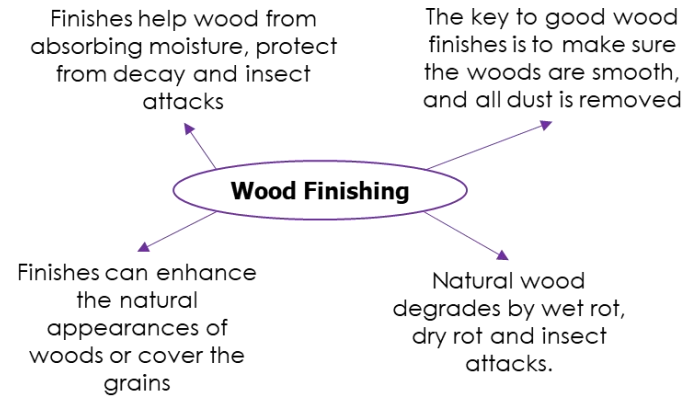 Finishes help wood from
absorbing moisture, protect
from decay and insect
attacks
The key to good wood
finishes is to make sure
the woods are smooth,
and all dust is removed
Wood Finishing
Finishes can enhance
the natural
appearances of
woods or cover the
grains
Natural wood
degrades by wet rot,
dry rot and insect
attacks.